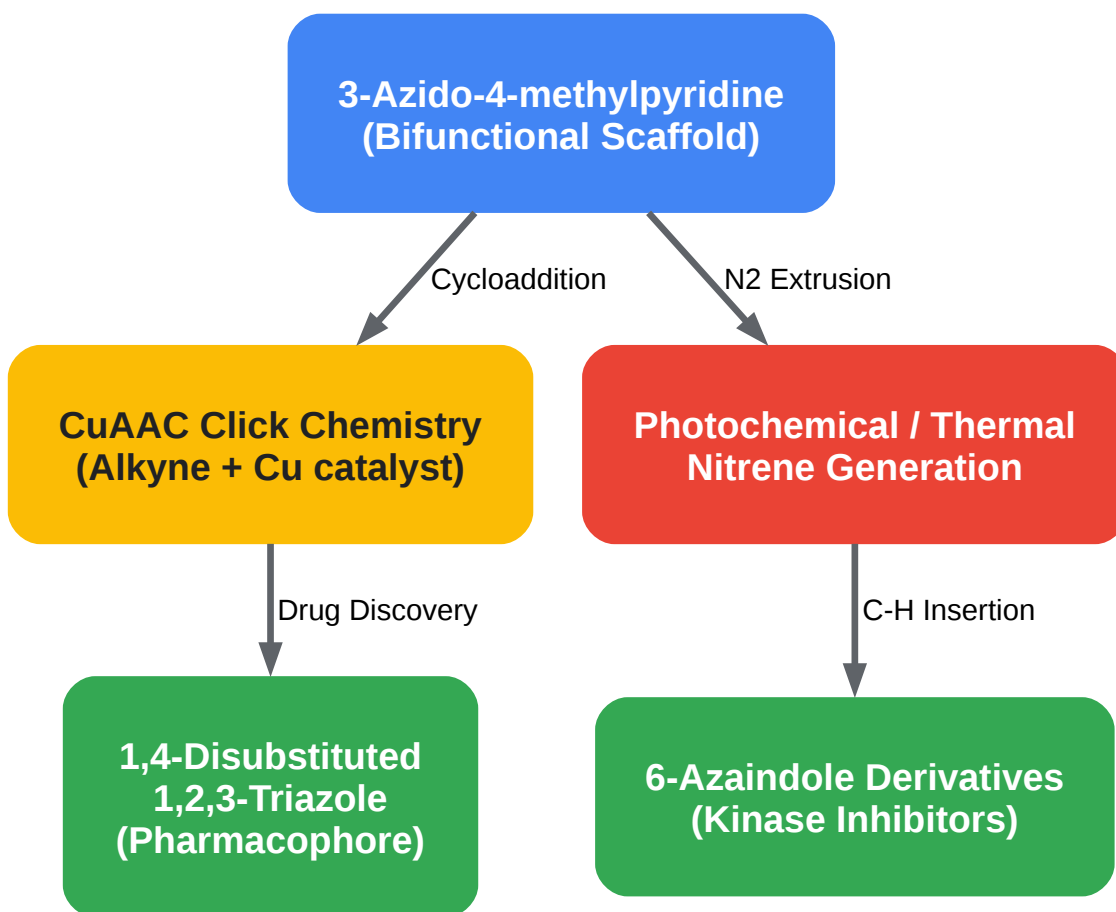 3-Azido-4-methylpyridine
(Bifunctional Scaffold)
Cycloaddition
N2 Extrusion
CuAAC Click Chemistry
(Alkyne + Cu catalyst)
Photochemical / Thermal
Nitrene Generation
Drug Discovery
C-H Insertion
1,4-Disubstituted
1,2,3-Triazole
(Pharmacophore)
6-Azaindole Derivatives
(Kinase Inhibitors)